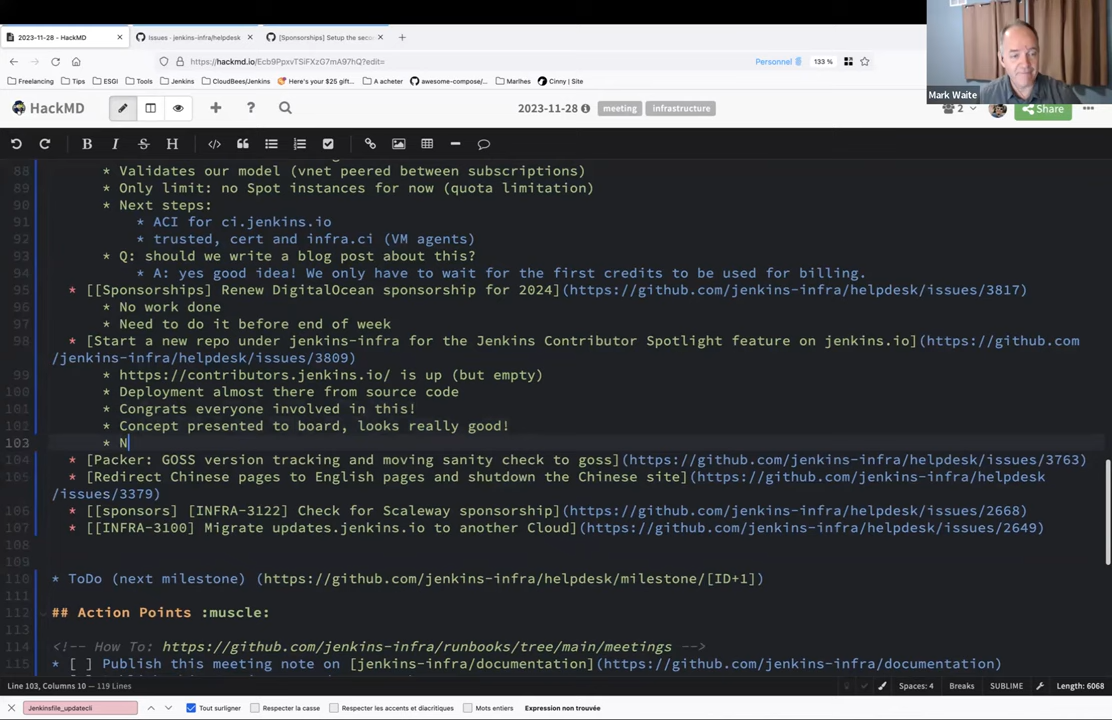 2023-11-28 - HackMD
Issues · jenkins-infra/helpdesk
[Sponsorships] Setup the sec
https://hackmd.io/Ecb9PpxvTSiFXzG7mA97hQ?edit=
Personnel
133 %
Freelancing
Tips
ESGI
Tools
Jenkins
CloudBees/Jenkins
Here's your $25 gift...
A acheter
awesome-compose/...
Marlhes
Cinny | Site
Mark Waite
HackMD
2023-11-28
meeting
infrastructure
2
Share
88 * Validates our model (vnet peered between subscriptions)
89 * Only limit: no Spot instances for now (quota limitation)
90 * Next steps:
91 * ACI for ci.jenkins.io
92 * trusted, cert and infra.ci (VM agents)
93 * Q: should we write a blog post about this?
94 * A: yes good idea! We only have to wait for the first credits to be used for billing.
95 * [[Sponsorships] Renew DigitalOcean sponsorship for 2024](https://github.com/jenkins-infra/helpdesk/issues/3817)
96 * No work done
97 * Need to do it before end of week
98 * [Start a new repo under jenkins-infra for the Jenkins Contributor Spotlight feature on jenkins.io](https://github.com
/jenkins-infra/helpdesk/issues/3809)
99 * https://contributors.jenkins.io/ is up (but empty)
100 * Deployment almost there from source code
101 * Congrats everyone involved in this!
102 * Concept presented to board, looks really good!
103 * N
104 * [Packer: GOSS version tracking and moving sanity check to goss](https://github.com/jenkins-infra/helpdesk/issues/3763)
105 * [Redirect Chinese pages to English pages and shutdown the Chinese site](https://github.com/jenkins-infra/helpdesk
/issues/3379)
106 * [[sponsors] [INFRA-3122] Check for Scaleway sponsorship](https://github.com/jenkins-infra/helpdesk/issues/2668)
107 * [[INFRA-3100] Migrate updates.jenkins.io to another Cloud](https://github.com/jenkins-infra/helpdesk/issues/2649)
108
109
110 * ToDo (next milestone) (https://github.com/jenkins-infra/helpdesk/milestone/[ID+1])
111
112 ## Action Points :muscle:
113
114 <!-- How To: https://github.com/jenkins-infra/runbooks/tree/main/meetings -->
115 * [ ] Publish this meeting note on [jenkins-infra/documentation](https://github.com/jenkins-infra/documentation)
Line 103, Columns 10 — 119 Lines
Spaces: 4
Breaks
SUBLIME
Length: 6068
Jenkinsfile_updatecli
Tout surligner
Respecter la casse
Respecter les accents et diacritiques
Mots entiers
Expression non trouvée